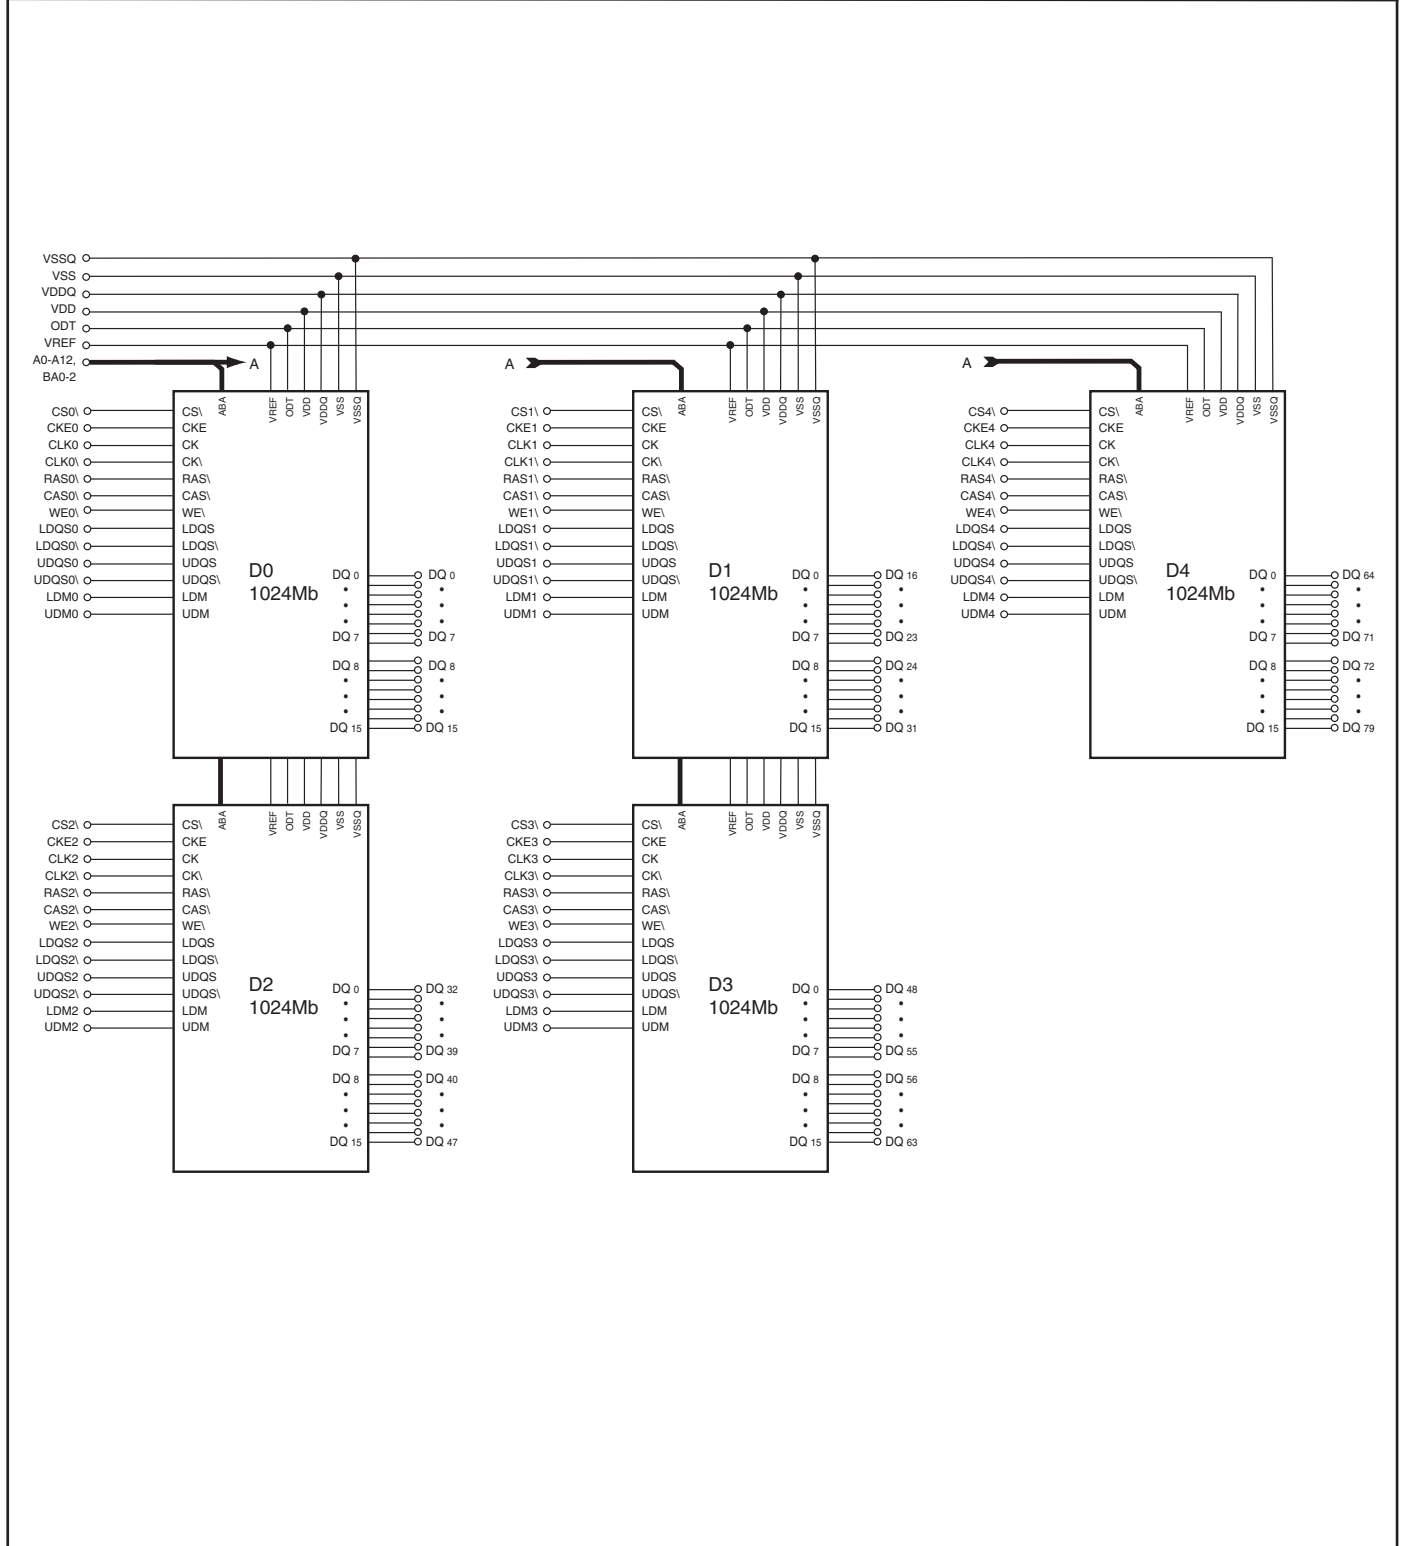 VSSQ
VSS
VDDQ
VDD
ODT
VREF
A0-A12,
BA0-2
A
A
A
ABA
VREF
ODT
VDD
VDDQ
VSS
VSSQ
CS0\ CS\
CKE0 CKE
CLK0 CK
CLK0\ CK\
RAS0\ RAS\
CAS0\ CAS\
WE0\ WE\
LDQS0 LDQS
LDQS0\ LDQS\
UDQS0 UDQS
UDQS0\ UDQS\
LDM0 LDM
UDM0 UDM
D0
1024Mb
DQ 0 DQ 0
DQ 7 DQ 7
DQ 8 DQ 8
DQ 15 DQ 15
ABA
VREF
ODT
VDD
VDDQ
VSS
VSSQ
CS1\ CS\
CKE1 CKE
CLK1 CK
CLK1\ CK\
RAS1\ RAS\
CAS1\ CAS\
WE1\ WE\
LDQS1 LDQS
LDQS1\ LDQS\
UDQS1 UDQS
UDQS1\ UDQS\
LDM1 LDM
UDM1 UDM
D1
1024Mb
DQ 0 DQ 16
DQ 7 DQ 23
DQ 8 DQ 24
DQ 15 DQ 31
ABA
VREF
ODT
VDD
VDDQ
VSS
VSSQ
CS4\ CS\
CKE4 CKE
CLK4 CK
CLK4\ CK\
RAS4\ RAS\
CAS4\ CAS\
WE4\ WE\
LDQS4 LDQS
LDQS4\ LDQS\
UDQS4 UDQS
UDQS4\ UDQS\
LDM4 LDM
UDM4 UDM
D4
1024Mb
DQ 0 DQ 64
DQ 7 DQ 71
DQ 8 DQ 72
DQ 15 DQ 79
ABA
VREF
ODT
VDD
VDDQ
VSS
VSSQ
CS2\ CS\
CKE2 CKE
CLK2 CK
CLK2\ CK\
RAS2\ RAS\
CAS2\ CAS\
WE2\ WE\
LDQS2 LDQS
LDQS2\ LDQS\
UDQS2 UDQS
UDQS2\ UDQS\
LDM2 LDM
UDM2 UDM
D2
1024Mb
DQ 0 DQ 32
DQ 7 DQ 39
DQ 8 DQ 40
DQ 15 DQ 47
ABA
VREF
ODT
VDD
VDDQ
VSS
VSSQ
CS3\ CS\
CKE3 CKE
CLK3 CK
CLK3\ CK\
RAS3\ RAS\
CAS3\ CAS\
WE3\ WE\
LDQS3 LDQS
LDQS3\ LDQS\
UDQS3 UDQS
UDQS3\ UDQS\
LDM3 LDM
UDM3 UDM
D3
1024Mb
DQ 0 DQ 48
DQ 7 DQ 55
DQ 8 DQ 56
DQ 15 DQ 63